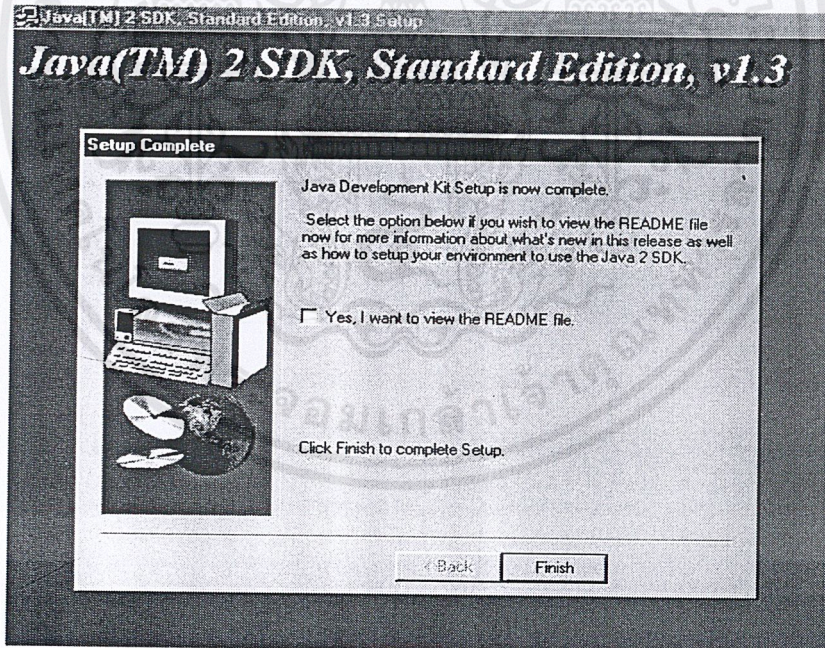 Java(TM) 2 SDK, Standard Edition, v1.3 Setup
Java(TM) 2 SDK, Standard Edition, v1.3
Setup Complete
Java Development Kit Setup is now complete.
Select the option below if you wish to view the README file
now for more information about what's new in this release as well
as how to setup your environment to use the Java 2 SDK.
Yes, I want to view the README file.
Click Finish to complete Setup.
< Back
Finish